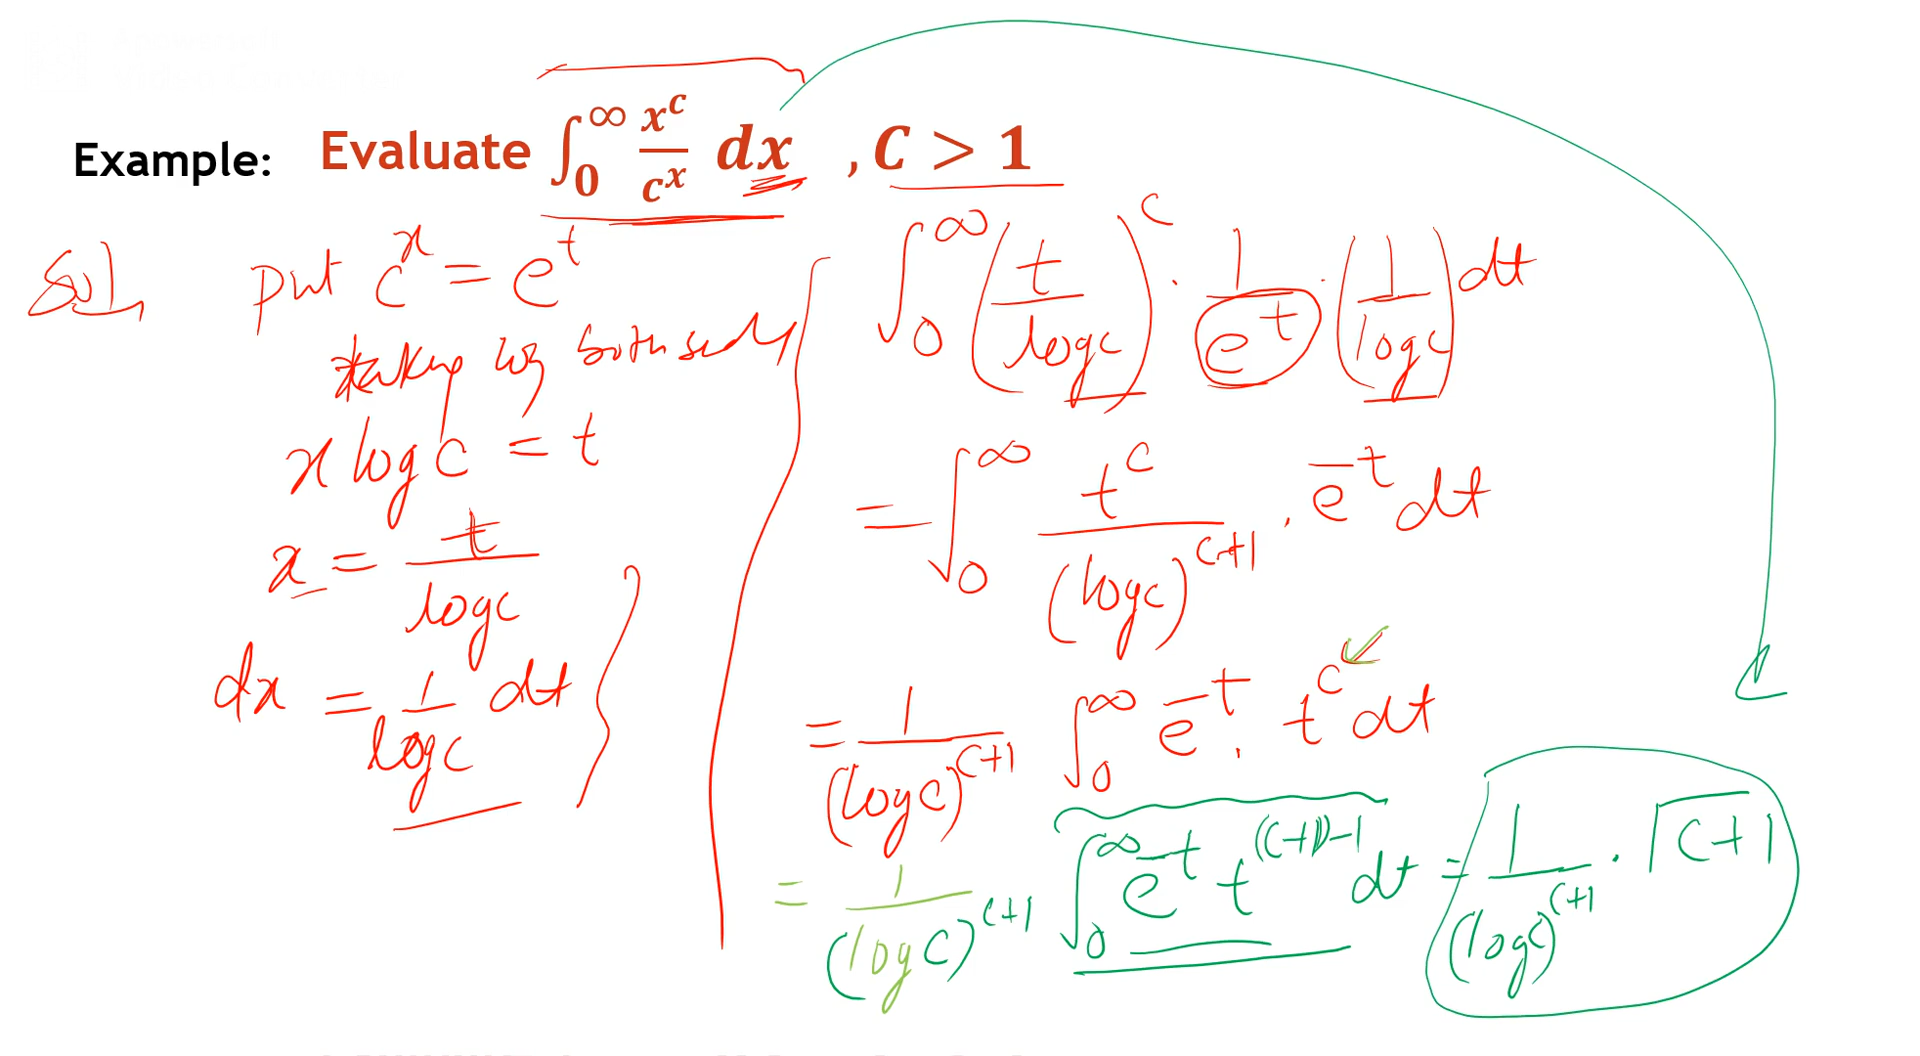 Example: Evaluate ∫₀^∞ x^c / c^x dx , C > 1
Sol
put c^x = e^t
taking log both sides
x log c = t
x = t / log c
dx = 1 / log c dt
∫₀^∞ (t / log c)^c · 1 / e^t · (1 / log c) dt
= ∫₀^∞ t^c / (log c)^(c+1) · e^-t dt
= 1 / (log c)^(c+1) ∫₀^∞ e^-t . t^c dt
= 1 / (log c)^(c+1) ∫₀^∞ e^-t t^((c+1)-1) dt = 1 / (log c)^(c+1) · Γ(c+1)